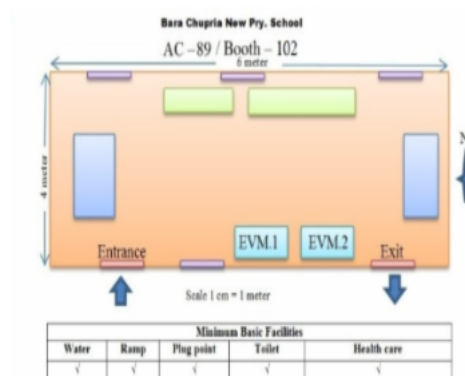 Bara Chupria New Pry. School
AC –89 / Booth – 102
6 meter
4 meter
N
EVM.1 EVM.2
Entrance Exit
Scale 1 cm = 1 meter
Minimum Basic Facilities
Water Ramp Plug point Toilet Health care
√ √ √ √ √